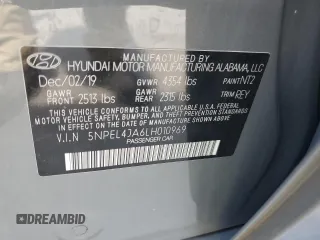 MANUFACTURED BY
HYUNDAI MOTOR MANUFACTURING ALABAMA, LLC
Dec/02/19 GVWR 4354 lbs PAINT NT2
GAWR FRONT 2513 lbs GAWR REAR 2315 lbs TRIM REY
THIS VEHICLE CONFORMS TO ALL APPLICABLE U.S.A. FEDERAL
MOTOR VEHICLE SAFETY, BUMPER, AND THEFT PREVENTION
STANDARDS IN EFFECT ON THE DATE OF MANUFACTURE SHOWN ABOVE.
V.I.N 5NPEL4JA6LH010969
PASSENGER CAR
DREAMBID